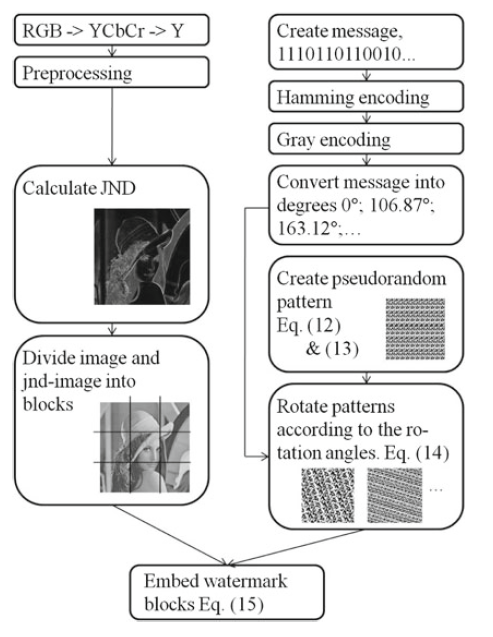 RGB -> YCbCr -> Y
Preprocessing
Calculate JND
Divide image and
jnd-image into
blocks
Create message,
1110110110010...
Hamming encoding
Gray encoding
Convert message into
degrees 0°; 106.87°;
163.12°;...
Create pseudorandom
pattern
Eq. (12)
& (13)
Rotate patterns
according to the ro-
tation angles. Eq. (14)
...
Embed watermark
blocks Eq. (15)